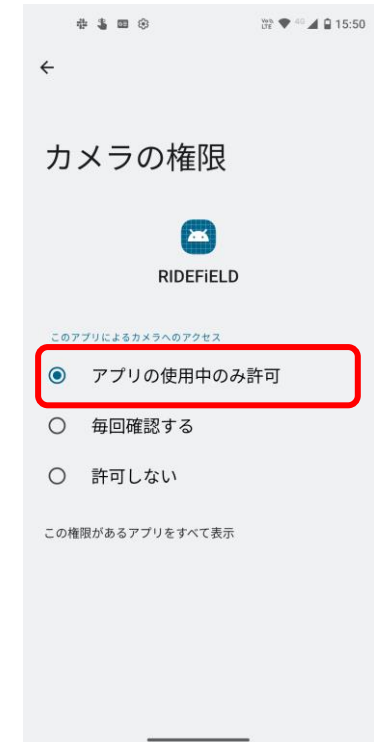 Vo)) LTE 4G 15:50
カメラの権限
RIDEFiELD
このアプリによるカメラへのアクセス
アプリの使用中のみ許可
毎回確認する
許可しない
この権限があるアプリをすべて表示